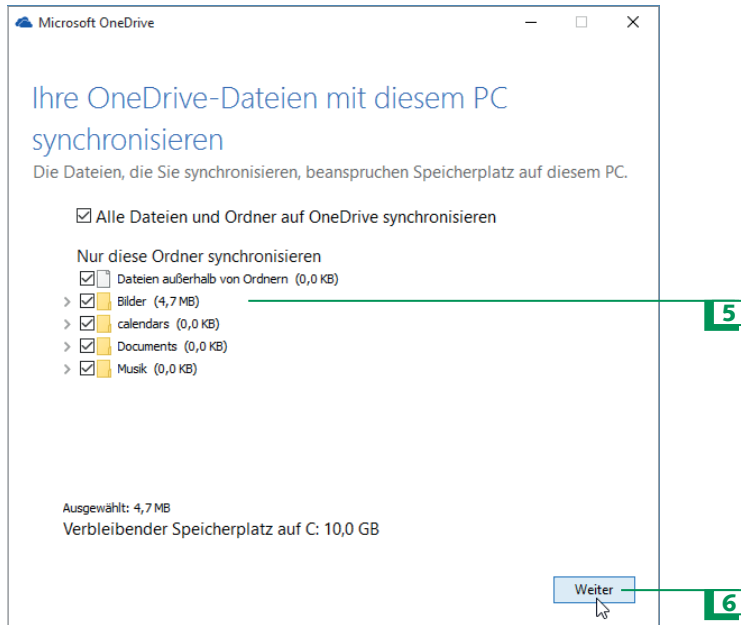 Microsoft OneDrive
Ihre OneDrive-Dateien mit diesem PC
synchronisieren
Die Dateien, die Sie synchronisieren, beanspruchen Speicherplatz auf diesem PC.
Alle Dateien und Ordner auf OneDrive synchronisieren
Nur diese Ordner synchronisieren
Dateien außerhalb von Ordnern (0,0 KB)
Bilder (4,7 MB)
5
calendars (0,0 KB)
Documents (0,0 KB)
Musik (0,0 KB)
Ausgewählt: 4,7 MB
Verbleibender Speicherplatz auf C: 10,0 GB
Weiter
6